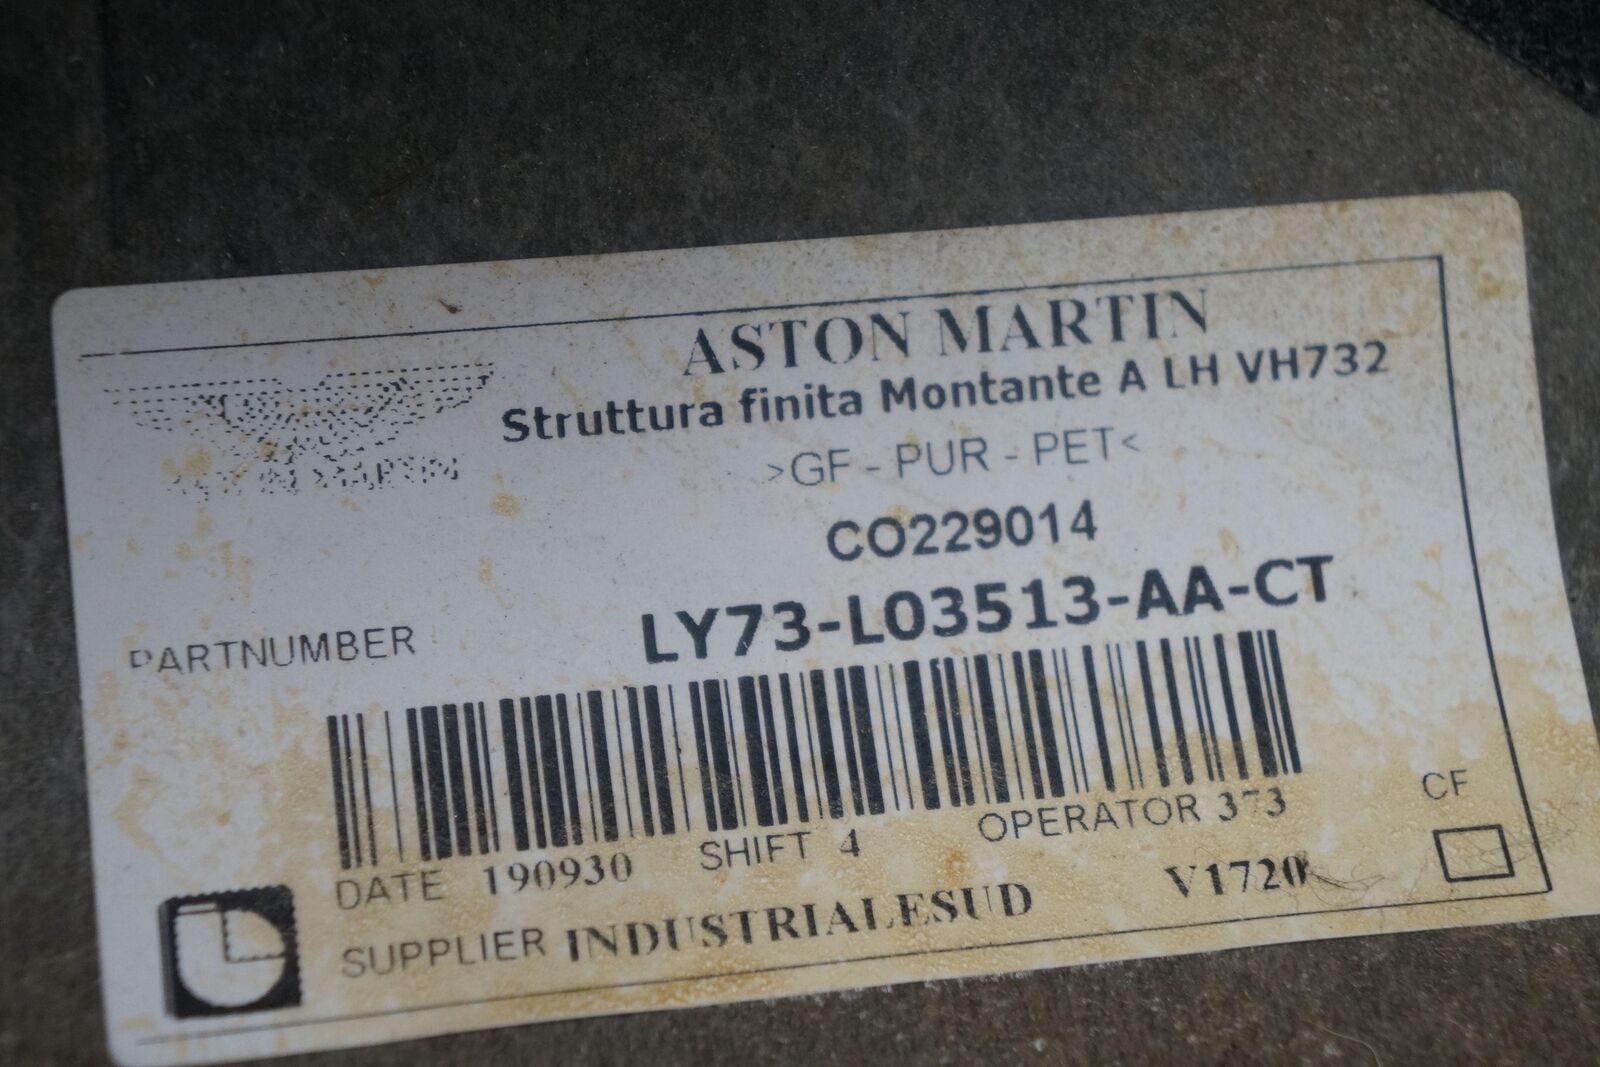 ASTON MARTIN
Struttura finita Montante A LH VH732
>GF - PUR - PET<
CO229014
PARTNUMBER LY73-L03513-AA-CT
DATE 190930 SHIFT 4 OPERATOR 373 CF
SUPPLIER INDUSTRIALESUD V1720